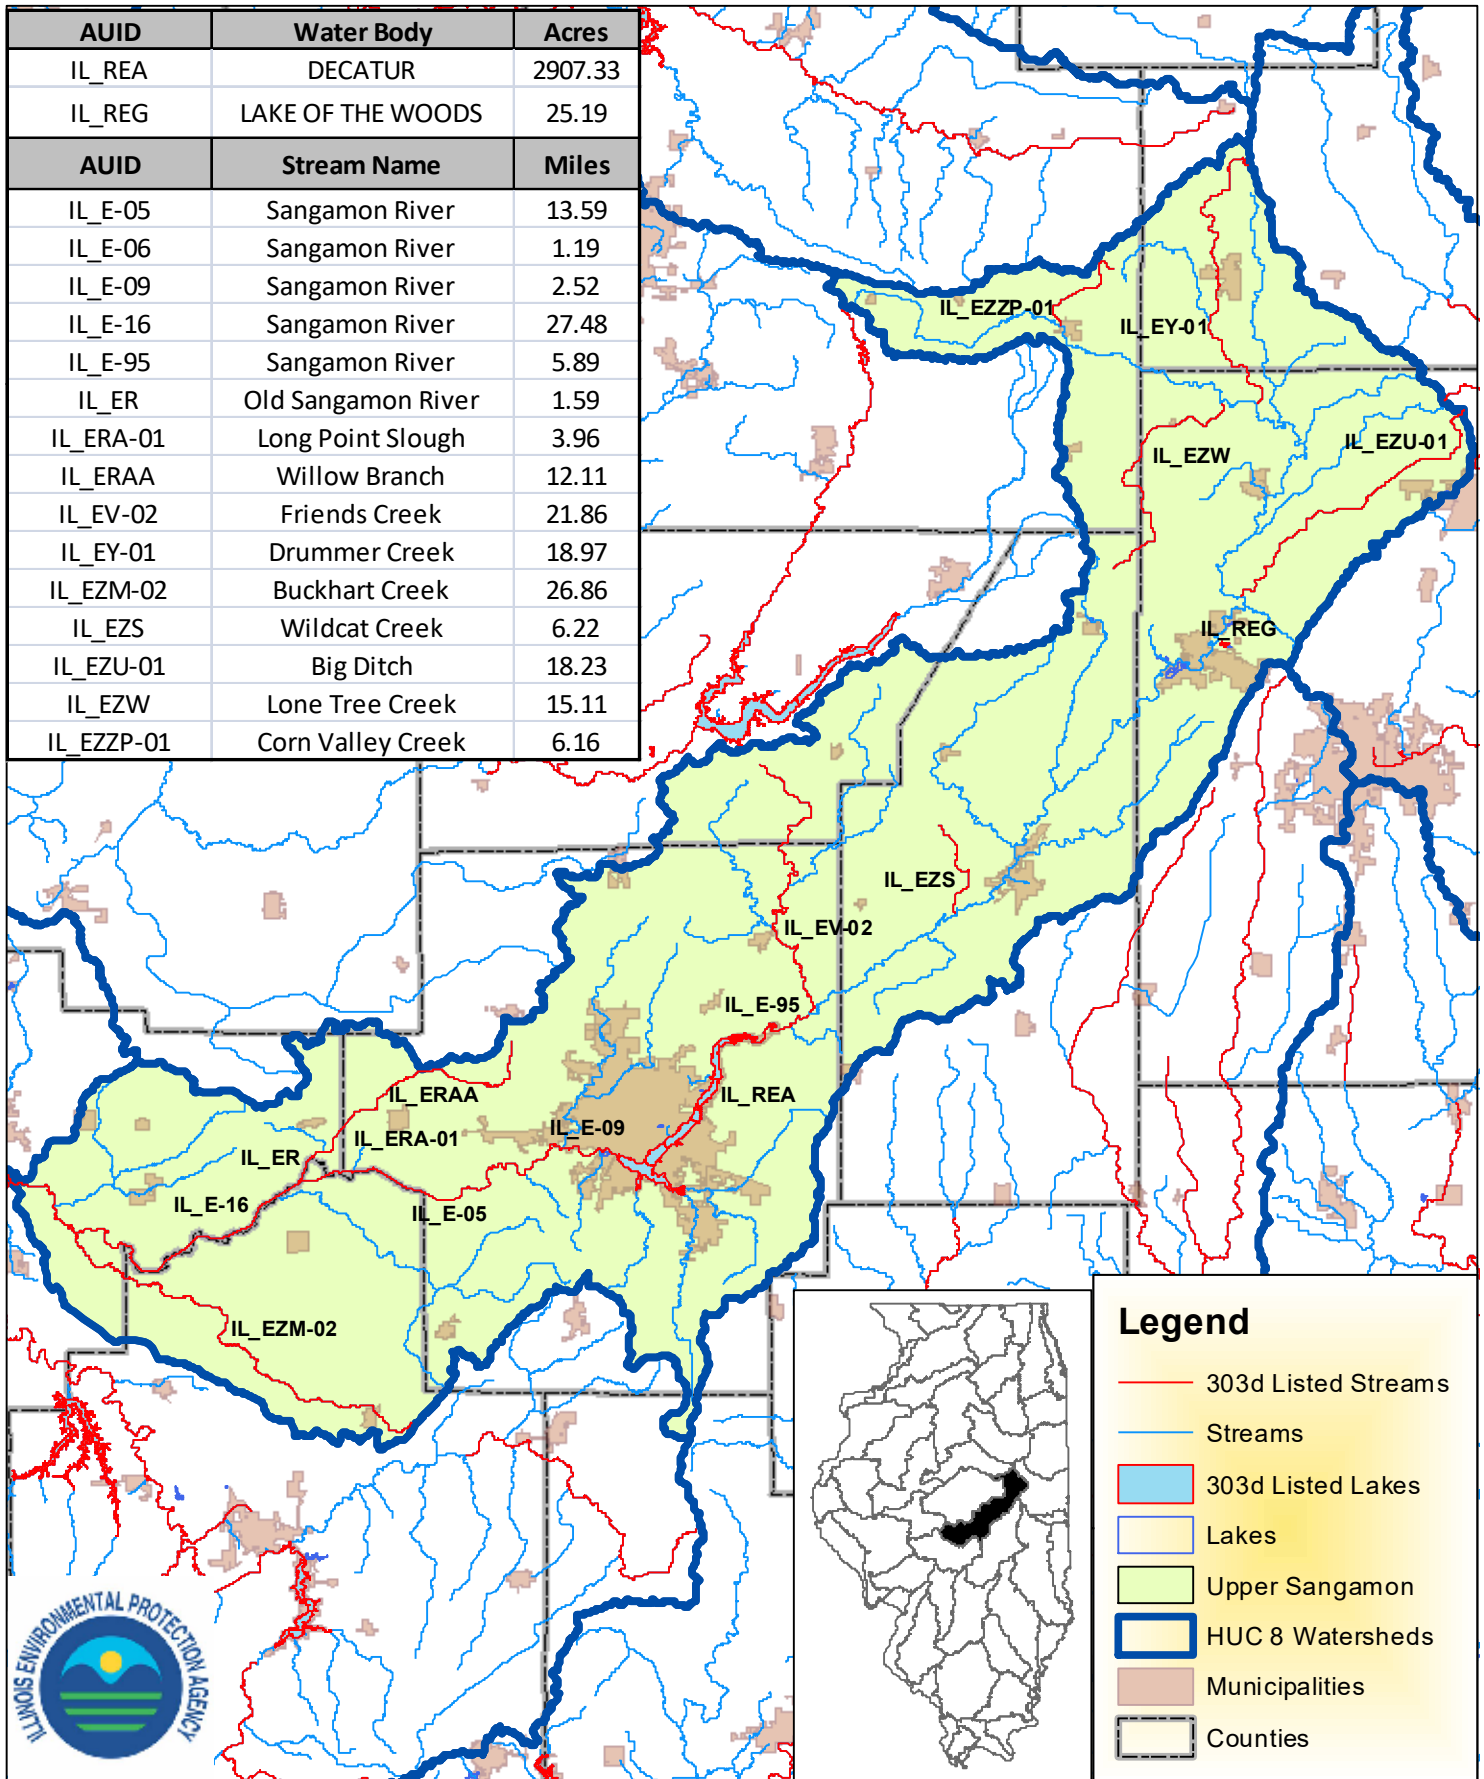 AUID Water Body Acres
IL_REA DECATUR 2907.33
IL_REG LAKE OF THE WOODS 25.19
AUID Stream Name Miles
IL_E-05 Sangamon River 13.59
IL_E-06 Sangamon River 1.19
IL_E-09 Sangamon River 2.52
IL_E-16 Sangamon River 27.48
IL_E-95 Sangamon River 5.89
IL_ER Old Sangamon River 1.59
IL_ERA-01 Long Point Slough 3.96
IL_ERAA Willow Branch 12.11
IL_EV-02 Friends Creek 21.86
IL_EY-01 Drummer Creek 18.97
IL_EZM-02 Buckhart Creek 26.86
IL_EZS Wildcat Creek 6.22
IL_EZU-01 Big Ditch 18.23
IL_EZW Lone Tree Creek 15.11
IL_EZZP-01 Corn Valley Creek 6.16
IL_EZZP-01
IL_EY-01
IL_EZU-01
IL_EZW
IL_REG
IL_EZS
IL_EV-02
IL_E-95
IL_REA
IL_ERAA
IL_E-09
IL_ERA-01
IL_ER
IL_E-16
IL_E-05
IL_EZM-02
Legend
303d Listed Streams
Streams
303d Listed Lakes
Lakes
Upper Sangamon
HUC 8 Watersheds
Municipalities
Counties
ILLINOIS ENVIRONMENTAL PROTECTION AGENCY